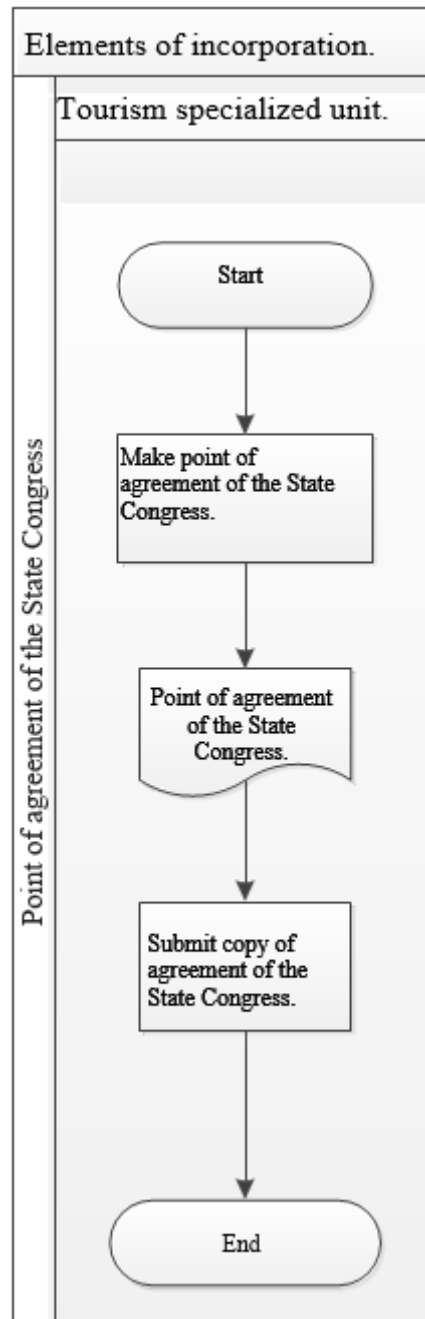 Elements of incorporation.
Tourism specialized unit.
Point of agreement of the State Congress
Start
Make point of
agreement of the State
Congress.
Point of agreement
of the State
Congress.
Submit copy of
agreement of the
State Congress.
End